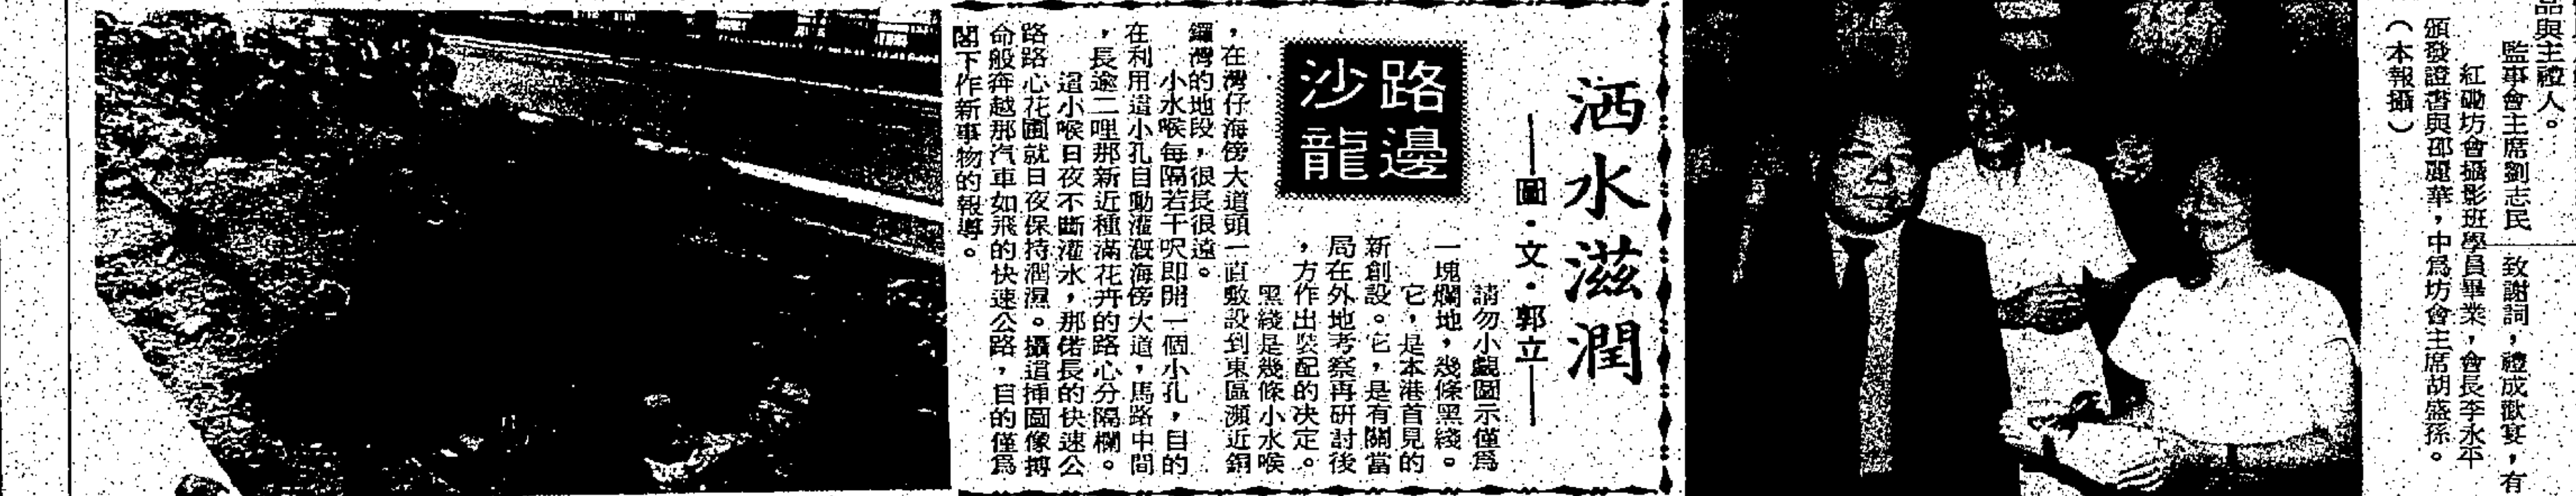 品與主禮人。
監事會主席劉志民
致謝詞，禮成歡宴，有
紅磡坊會攝影班學員畢業，會長李永平
頒發證書與邵麗華，中爲坊會主席胡盛孫。
（本報攝）
洒水滋潤
——圖·文·郭立——
路邊
沙龍
請勿小覷圖示僅爲
一塊爛地，幾條黑綫。
它，是本港首見的
新創設。它，是有關當
局在外地考察再研討後
，方作出裝配的決定。
黑綫是幾條小水喉
，在灣仔海傍大道頭一直敷設到東區瀕近銅
鑼灣的地段，很長很遠。
小水喉每隔若干呎即開一個小孔，目的
在利用這小孔自動灌溉海傍大道，馬路中間
，長逾二哩那新近種滿花卉的路心分隔欄。
這小喉日夜不斷灌水，那偌長的快速公
路路心花圃就日夜保持潤濕。攝這揷圖像搏
命般奔越那汽車如飛的快速公路，目的僅爲
閣下作新事物的報導。